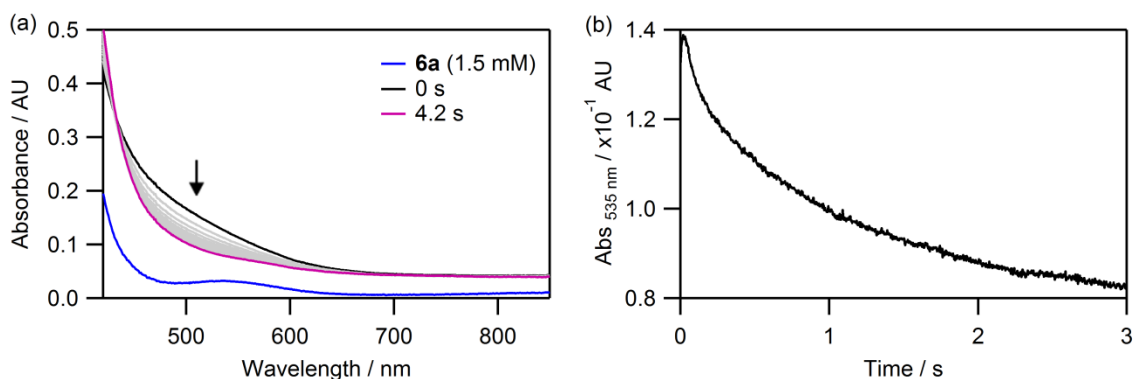 (a)
0.5
0.4
0.3
0.2
0.1
0.0
Absorbance / AU
6a (1.5 mM)
0 s
4.2 s
500 600 700 800
Wavelength / nm
(b)
1.4
1.2
1.0
0.8
Abs 535 nm / x10-1 AU
0 1 2 3
Time / s